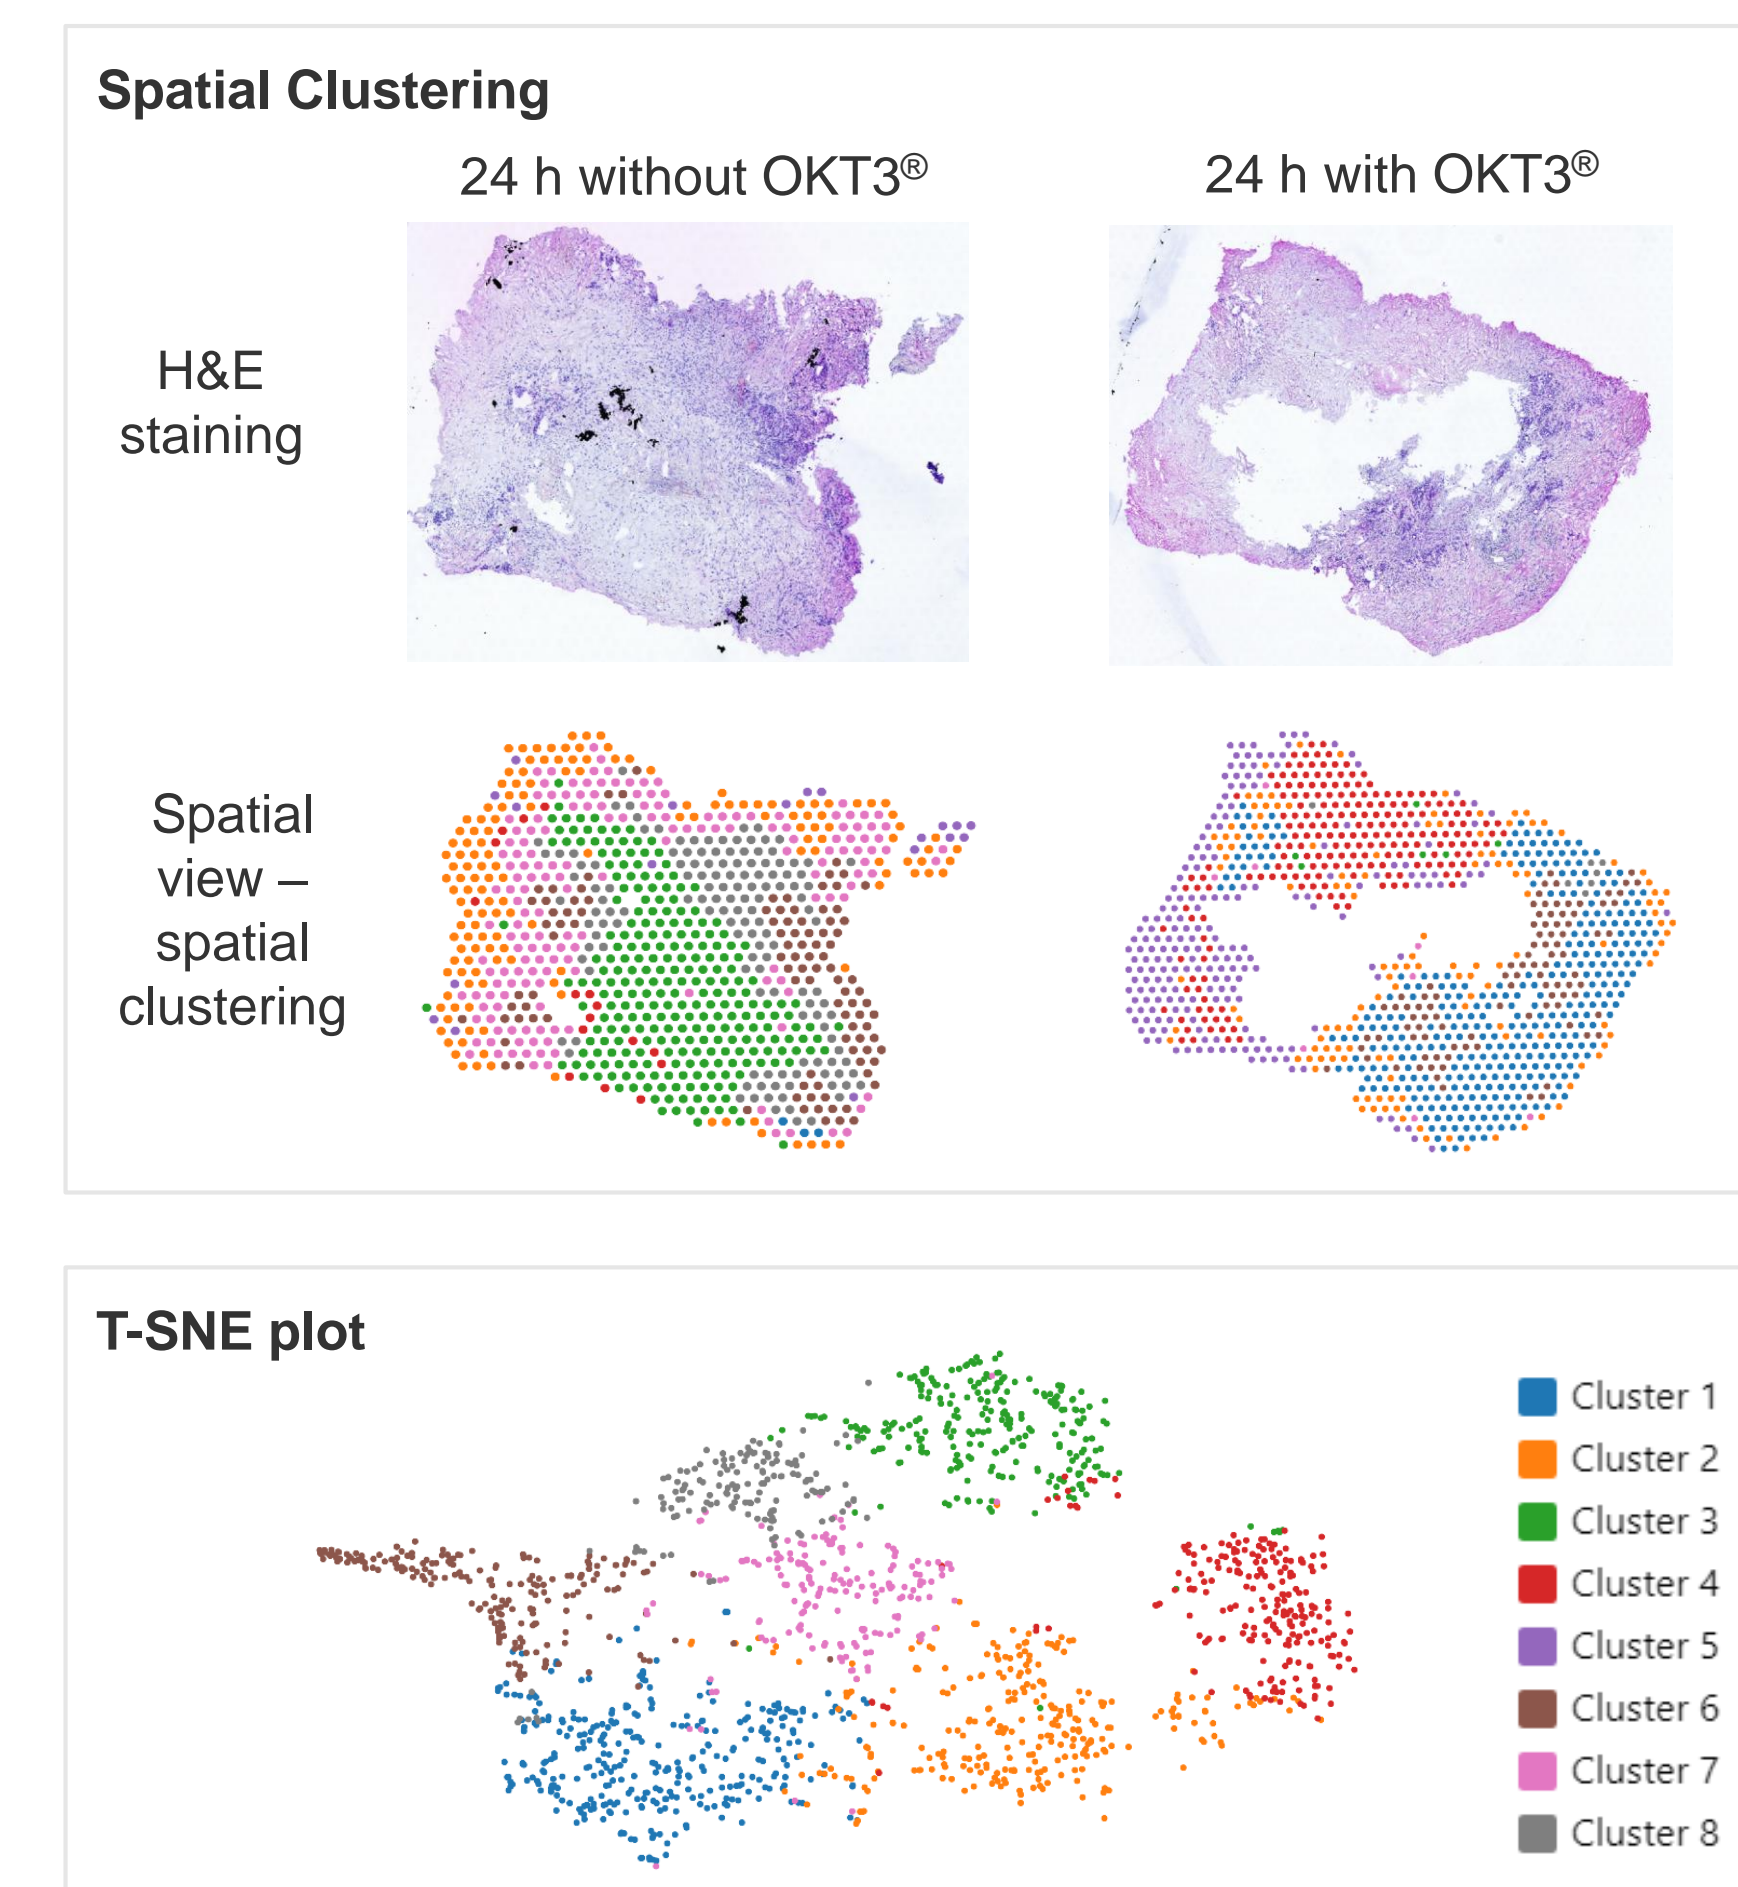 Spatial Clustering
24 h without OKT3®
24 h with OKT3®
H&E
staining
Spatial
view –
spatial
clustering
T-SNE plot
Cluster 1
Cluster 2
Cluster 3
Cluster 4
Cluster 5
Cluster 6
Cluster 7
Cluster 8